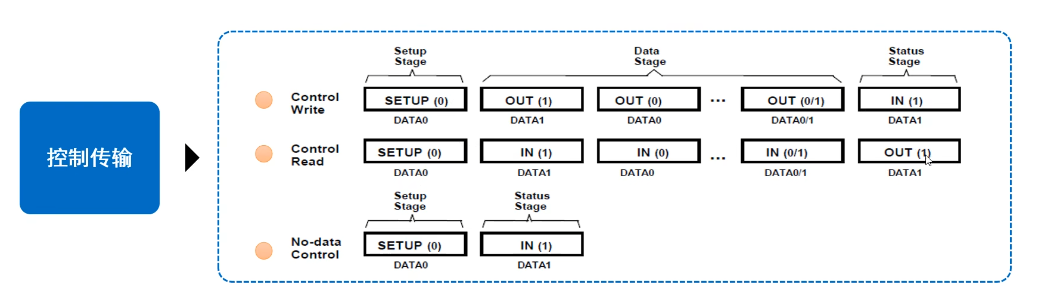 控制传输
Setup
Stage
Data
Stage
Status
Stage
Control
Write
SETUP (0)
OUT (1)
OUT (0)
...
OUT (0/1)
IN (1)
DATA0
DATA1
DATA0
DATA0/1
DATA1
Control
Read
SETUP (0)
IN (1)
IN (0)
...
IN (0/1)
OUT (1)
DATA0
DATA1
DATA0
DATA0/1
DATA1
Setup
Stage
Status
Stage
No-data
Control
SETUP (0)
IN (1)
DATA0
DATA1